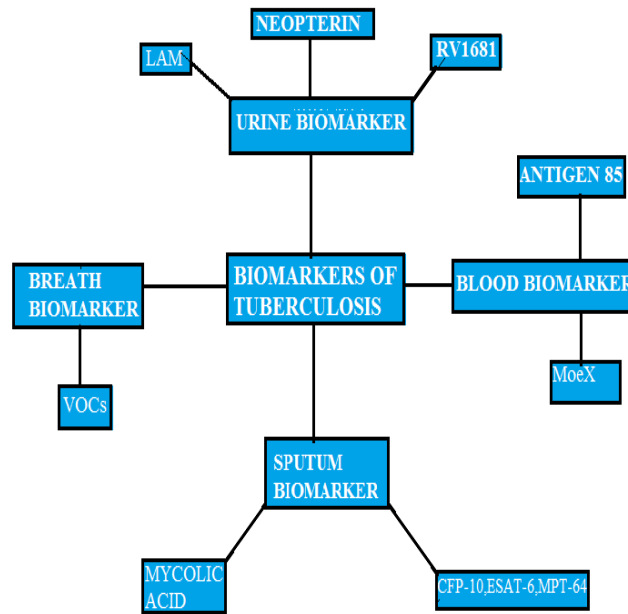 NEOPTERIN
LAM
RV1681
URINE BIOMARKER
ANTIGEN 85
BREATH
BIOMARKER
BIOMARKERS OF
TUBERCULOSIS
BLOOD BIOMARKER
VOCs
MoeX
SPUTUM
BIOMARKER
MYCOLIC
ACID
CFP-10,ESAT-6,MPT-64